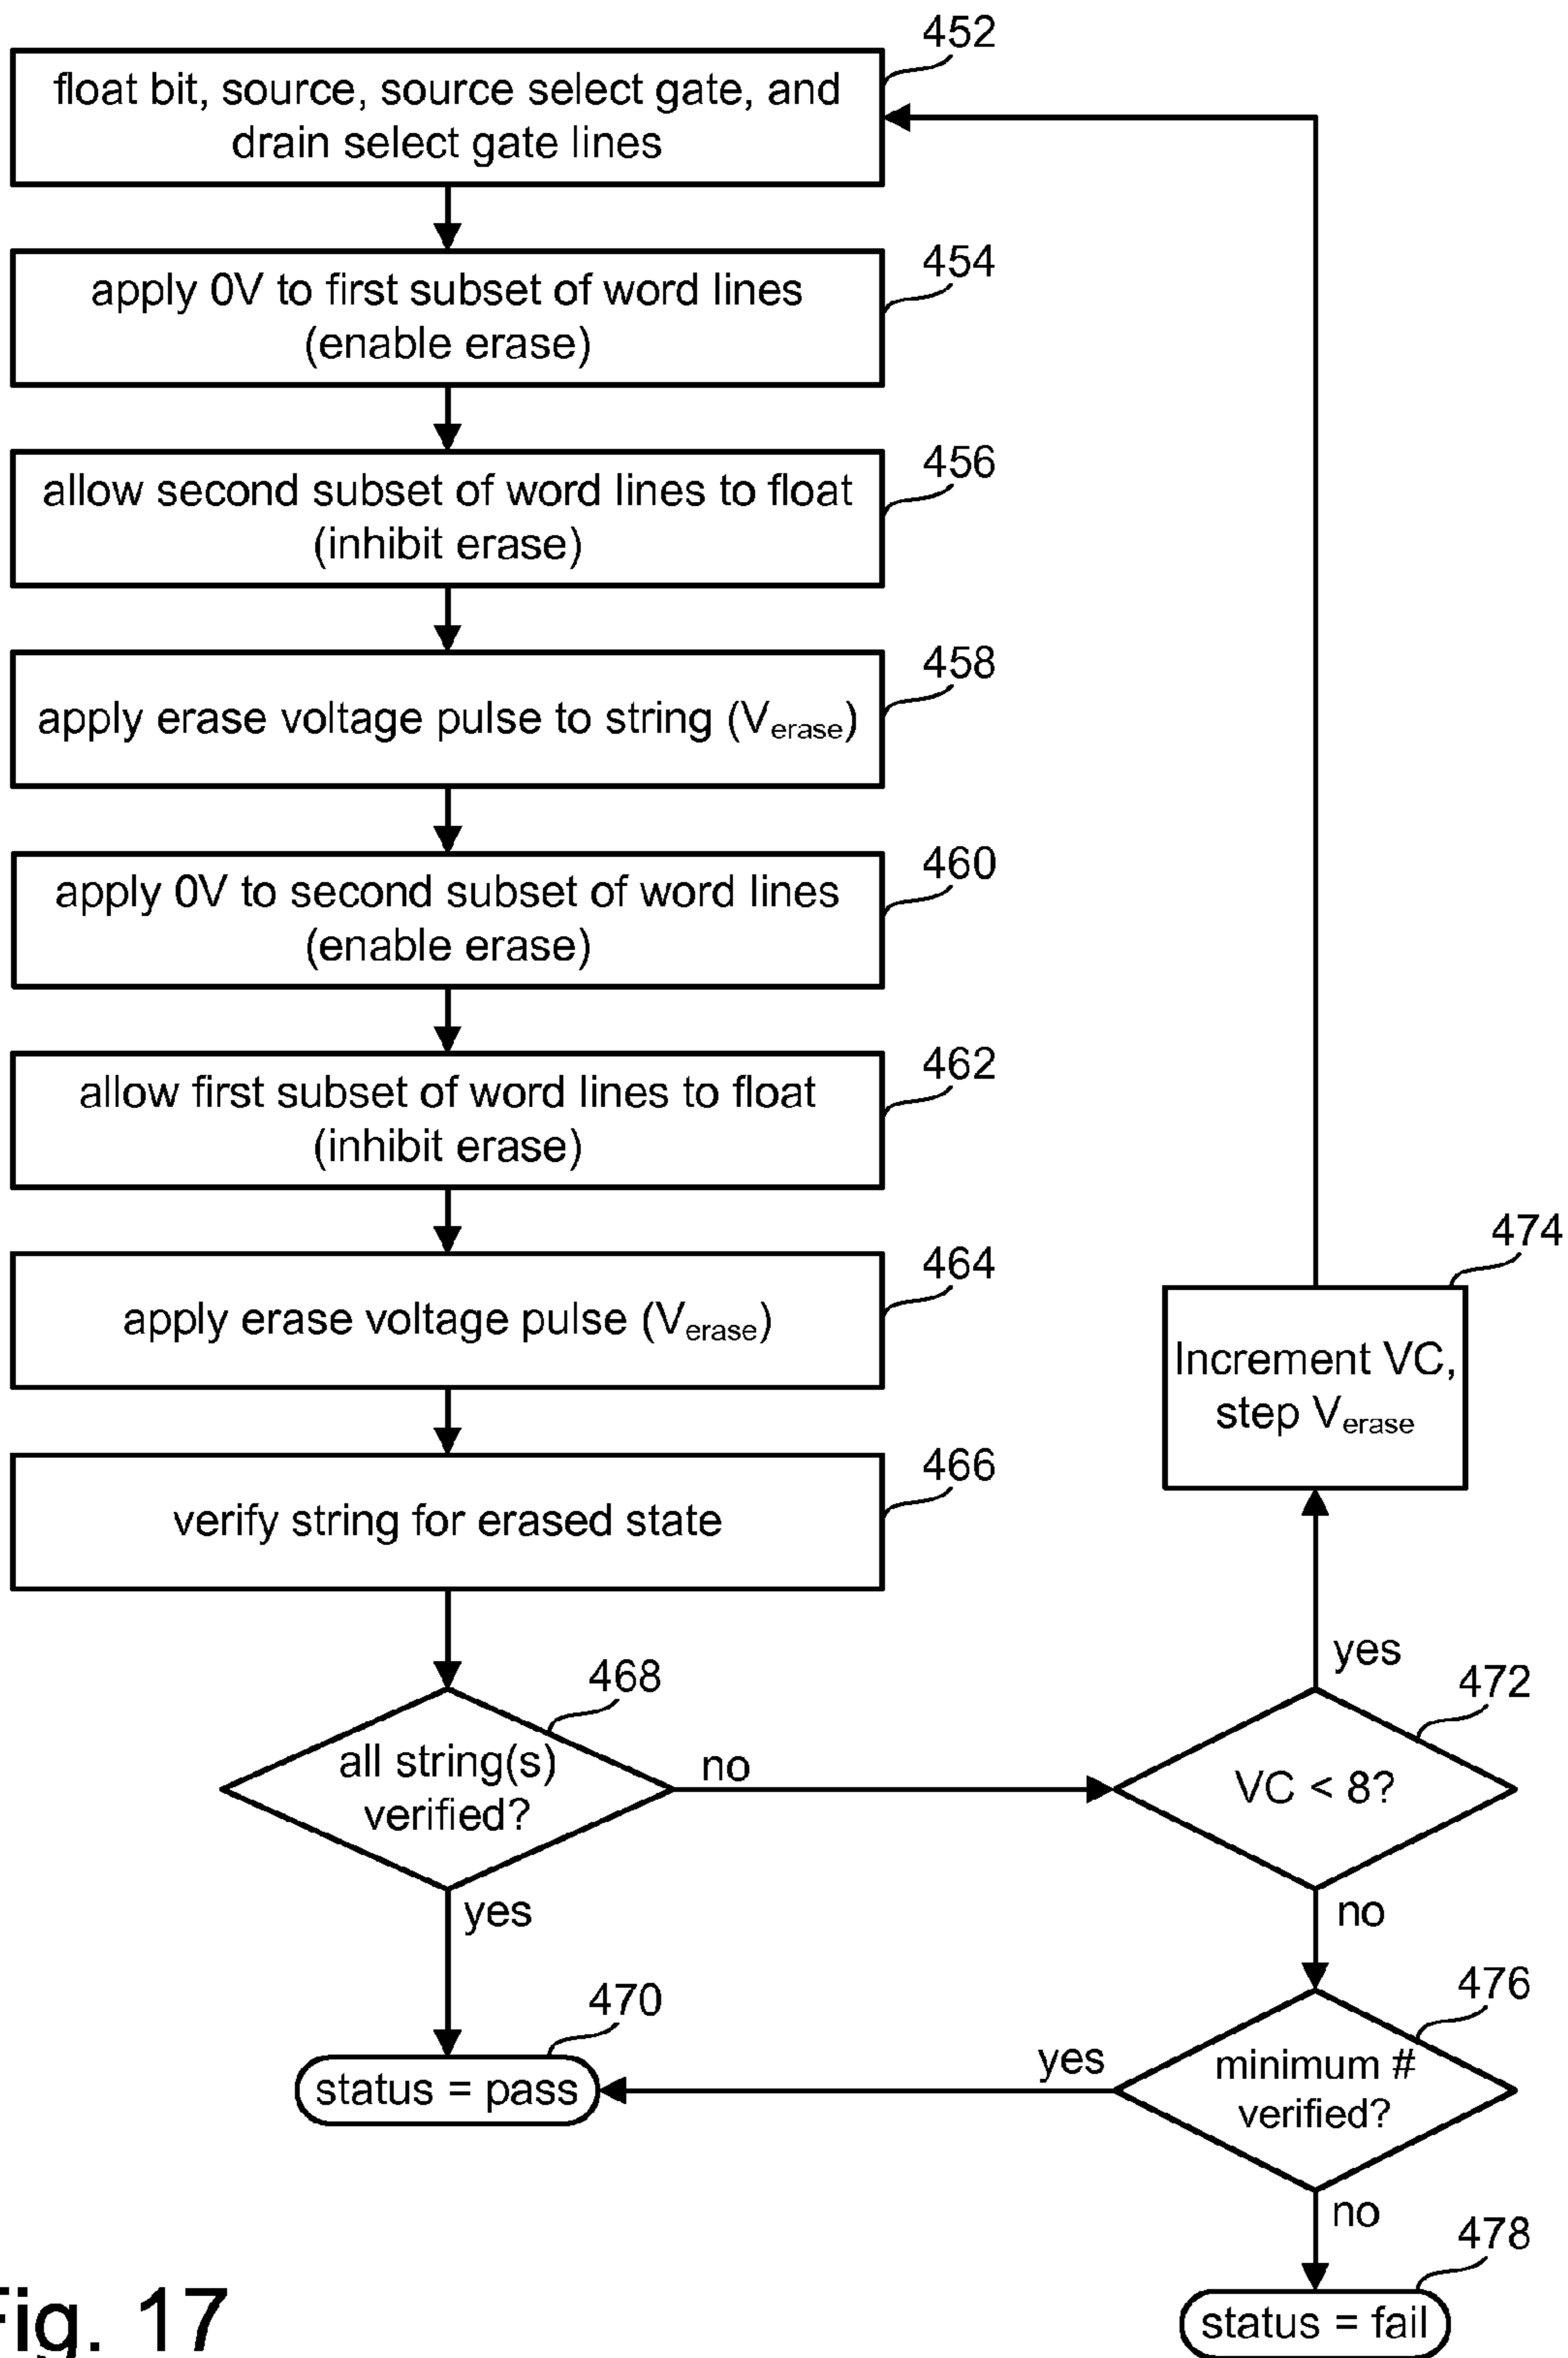 452
float bit, source, source select gate, and
drain select gate lines
454
apply 0V to first subset of word lines
(enable erase)
456
allow second subset of word lines to float
(inhibit erase)
458
apply erase voltage pulse to string (Verase)
460
apply 0V to second subset of word lines
(enable erase)
462
allow first subset of word lines to float
(inhibit erase)
464
apply erase voltage pulse (Verase)
474
Increment VC,
step Verase
466
verify string for erased state
yes
468
472
all string(s)
verified?
no
VC < 8?
yes
no
470
476
status = pass
yes
minimum #
verified?
no
478
status = fail
Fig. 17